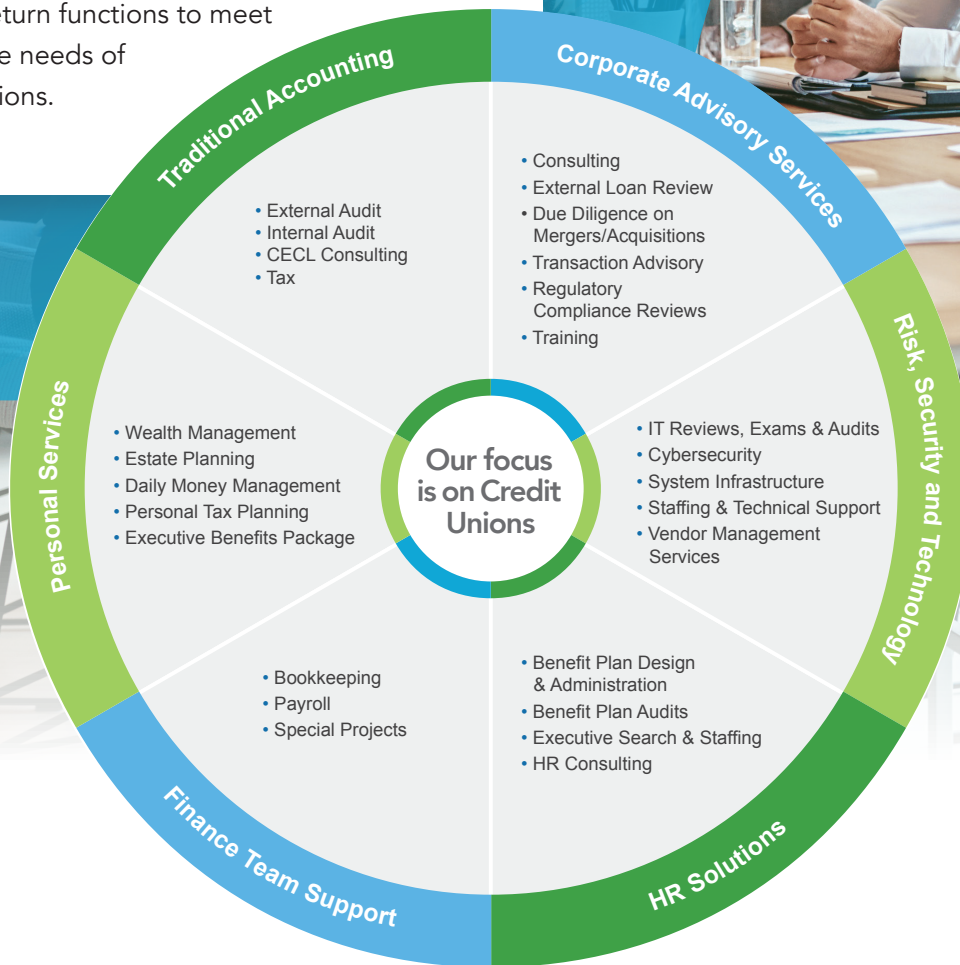 eturn functions to meet
e needs of
ions.
Traditional Accounting
• External Audit
• Internal Audit
• CECL Consulting
• Tax
Corporate Advisory Services
• Consulting
• External Loan Review
• Due Diligence on
Mergers/Acquisitions
• Transaction Advisory
• Regulatory
Compliance Reviews
• Training
Risk, Security and Technology
• IT Reviews, Exams & Audits
• Cybersecurity
• System Infrastructure
• Staffing & Technical Support
• Vendor Management
Services
HR Solutions
• Benefit Plan Design
& Administration
• Benefit Plan Audits
• Executive Search & Staffing
• HR Consulting
Finance Team Support
• Bookkeeping
• Payroll
• Special Projects
Personal Services
• Wealth Management
• Estate Planning
• Daily Money Management
• Personal Tax Planning
• Executive Benefits Package
Our focus
is on Credit
Unions